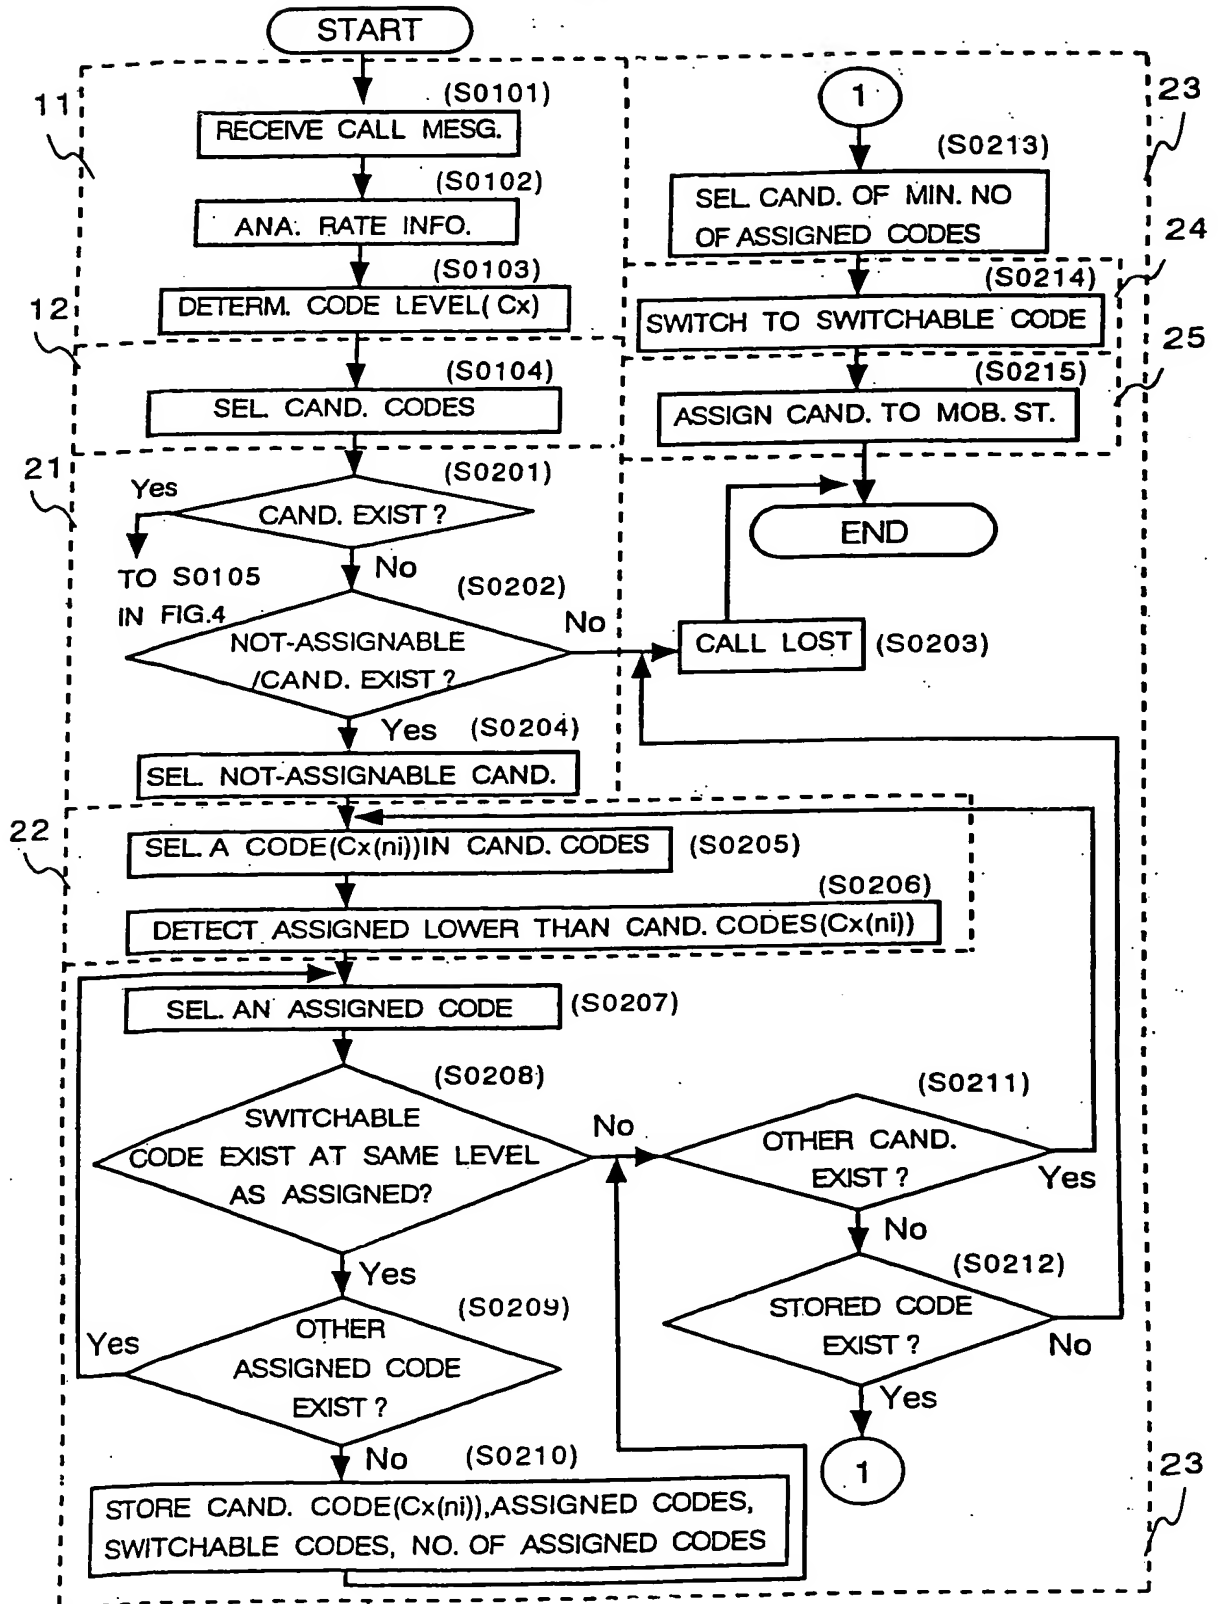 START
11
(S0101)
RECEIVE CALL MESG.
(S0102)
ANA. RATE INFO.
(S0103)
DETERM. CODE LEVEL(Cx)
12
(S0104)
SEL. CAND. CODES
21
(S0201)
Yes
CAND. EXIST?
TO S0105
IN FIG.4
No
(S0202)
NOT-ASSIGNABLE
/CAND. EXIST?
No
CALL LOST
(S0203)
Yes
(S0204)
SEL. NOT-ASSIGNABLE CAND.
22
SEL. A CODE(Cx(ni))IN CAND. CODES
(S0205)
(S0206)
DETECT ASSIGNED LOWER THAN CAND. CODES(Cx(ni))
SEL. AN ASSIGNED CODE
(S0207)
(S0208)
SWITCHABLE
CODE EXIST AT SAME LEVEL
AS ASSIGNED?
No
Yes
(S0209)
OTHER
ASSIGNED CODE
EXIST?
Yes
No
(S0210)
STORE CAND. CODE(Cx(ni)),ASSIGNED CODES,
SWITCHABLE CODES, NO. OF ASSIGNED CODES
(S0211)
OTHER CAND.
EXIST?
Yes
No
(S0212)
STORED CODE
EXIST?
No
Yes
1
23
1
23
(S0213)
SEL. CAND. OF MIN. NO
OF ASSIGNED CODES
24
(S0214)
SWITCH TO SWITCHABLE CODE
25
(S0215)
ASSIGN CAND. TO MOB. ST.
END